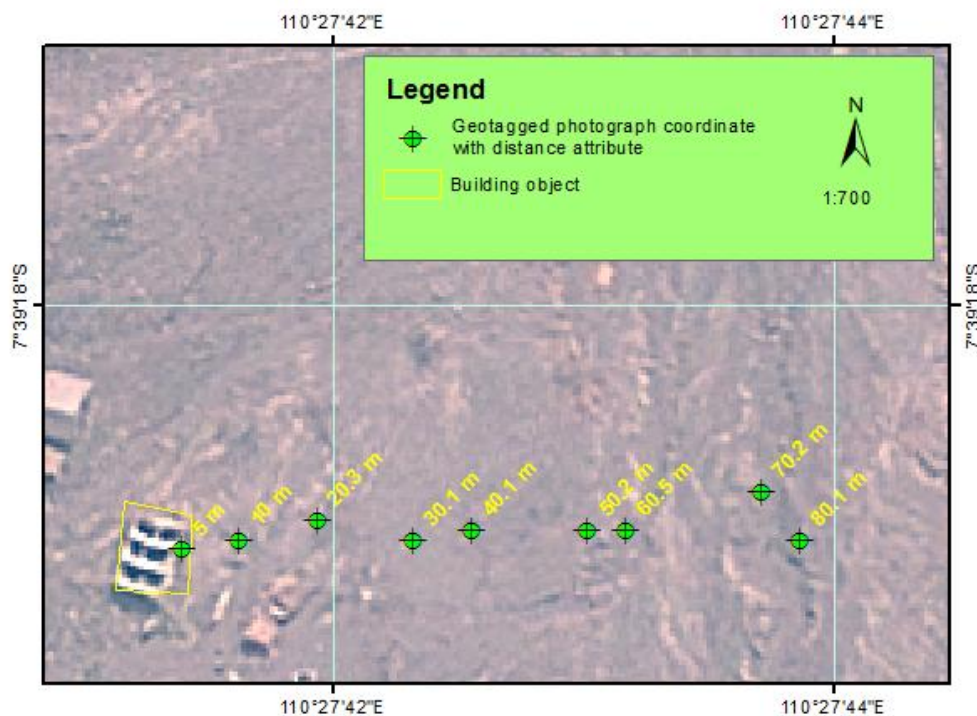 110°27'42"E
110°27'44"E
Legend
N
Geotagged photograph coordinate
with distance attribute
Building object
1:700
7°39'18"S
7°39'18"S
5 m
10 m
20.3 m
30.1 m
40.1 m
50.2 m
60.5 m
70.2 m
80.1 m
110°27'42"E
110°27'44"E